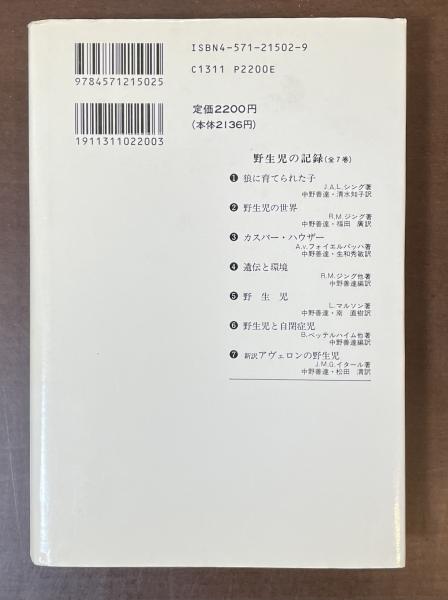 ISBN4-571-21502-9
C1311 P2200E
9784571215025
定価2200円
(本体2136円)
1911311022003
野生児の記録(全7巻)
❶ 狼に育てられた子
J.A.L.シング著
中野善達・清水知子訳
❷ 野生児の世界
R.M.ジング著
中野善達・福田廣訳
❸ カスパー・ハウザー
A.v.フォイエルバッハ著
中野善達・生和秀敏訳
❹ 遺伝と環境
R.M.ジング他著
中野善達編訳
❺ 野生児
L.マルソン著
中野善達・南直樹訳
❻ 野生児と自閉症児
B.ベッテルハイム他著
中野善達編訳
❼ 新訳アヴェロンの野生児
J.M.G.イタール著
中野善達・松田清訳